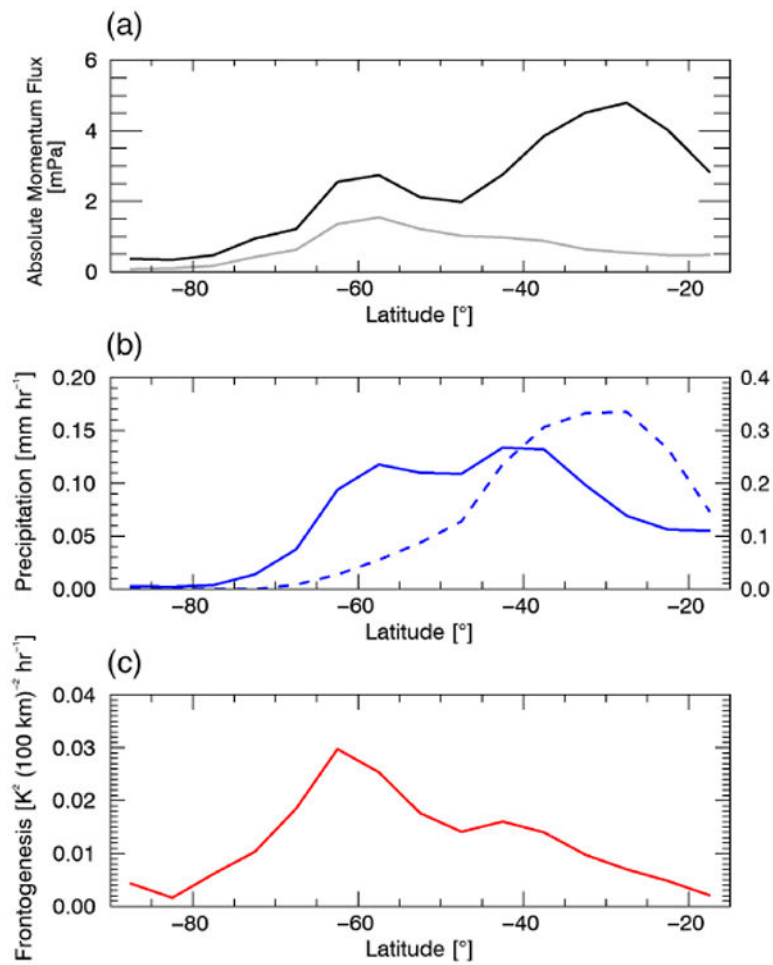 (a)
Absolute Momentum Flux
[mPa]
6
4
2
0
−80 −60 −40 −20
Latitude [°]
(b)
Precipitation [mm hr⁻¹]
0.20 0.4
0.15 0.3
0.10 0.2
0.05 0.1
0.00 0.0
−80 −60 −40 −20
Latitude [°]
(c)
Frontogenesis [K² (100 km)⁻² hr⁻¹]
0.04
0.03
0.02
0.01
0.00
−80 −60 −40 −20
Latitude [°]